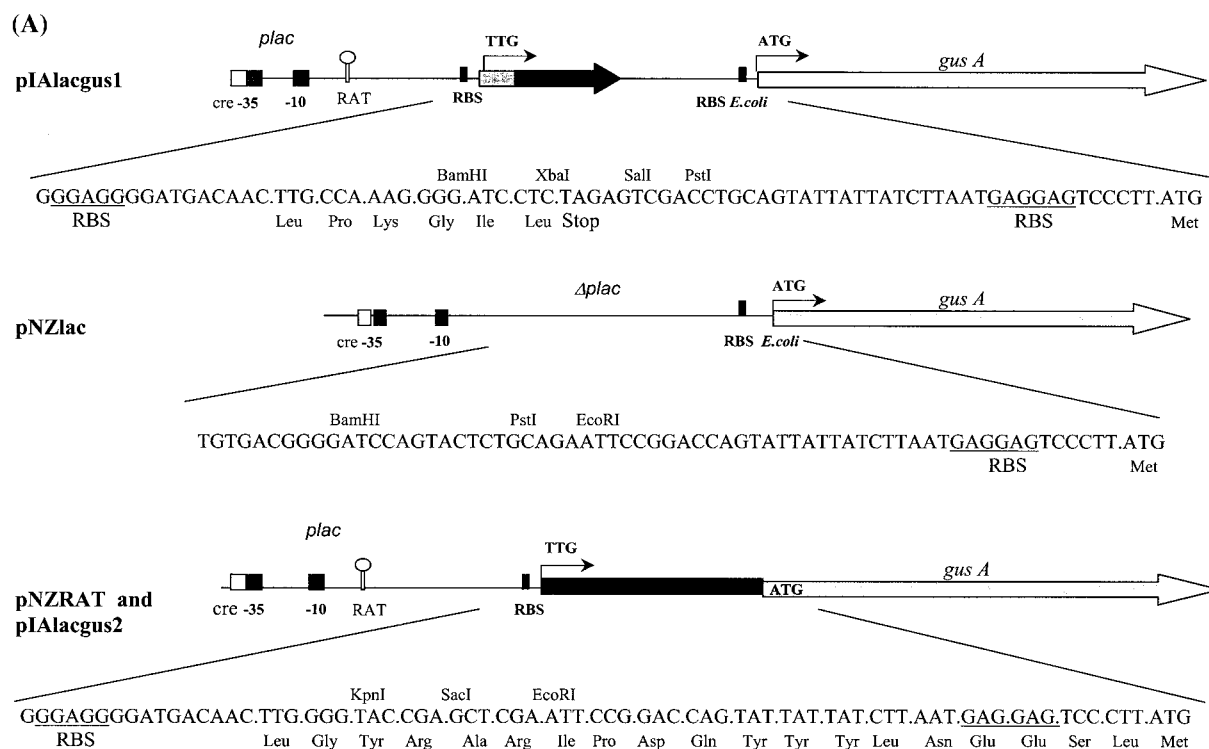 (A)
plac
TTG
ATG
gus A
pIAlacgus1
cre -35
-10
RAT
RBS
RBS E.coli
BamHI XbaI SalI PstI
GGGAGGGGATGACAAC.TTG.CCA.AAG.GGG.ATC.CTC.TAGAGTCGACCTGCAGTATTATTATCTTAATGAGGAGTCCCTT.ATG
RBS Leu Pro Lys Gly Ile Leu Stop RBS Met
Δplac
ATG
gus A
pNZlac
cre -35
-10
RBS E.coli
BamHI PstI EcoRI
TGTGACGGGGATCCAGTACTCTGCAGAATTCCGGACCAGTATTATTATCTTAATGAGGAGTCCCTT.ATG
RBS Met
plac
TTG
gus A
ATG
pNZRAT and
pIAlacgus2
cre -35
-10
RAT
RBS
KpnI SacI EcoRI
GGGAGGGGATGACAAC.TTG.GGG.TAC.CGA.GCT.CGA.ATT.CCG.GAC.CAG.TAT.TAT.TAT.CTT.AAT.GAG.GAG.TCC.CTT.ATG
RBS Leu Gly Tyr Arg Ala Arg Ile Pro Asp Gln Tyr Tyr Tyr Leu Asn Glu Glu Ser Leu Met